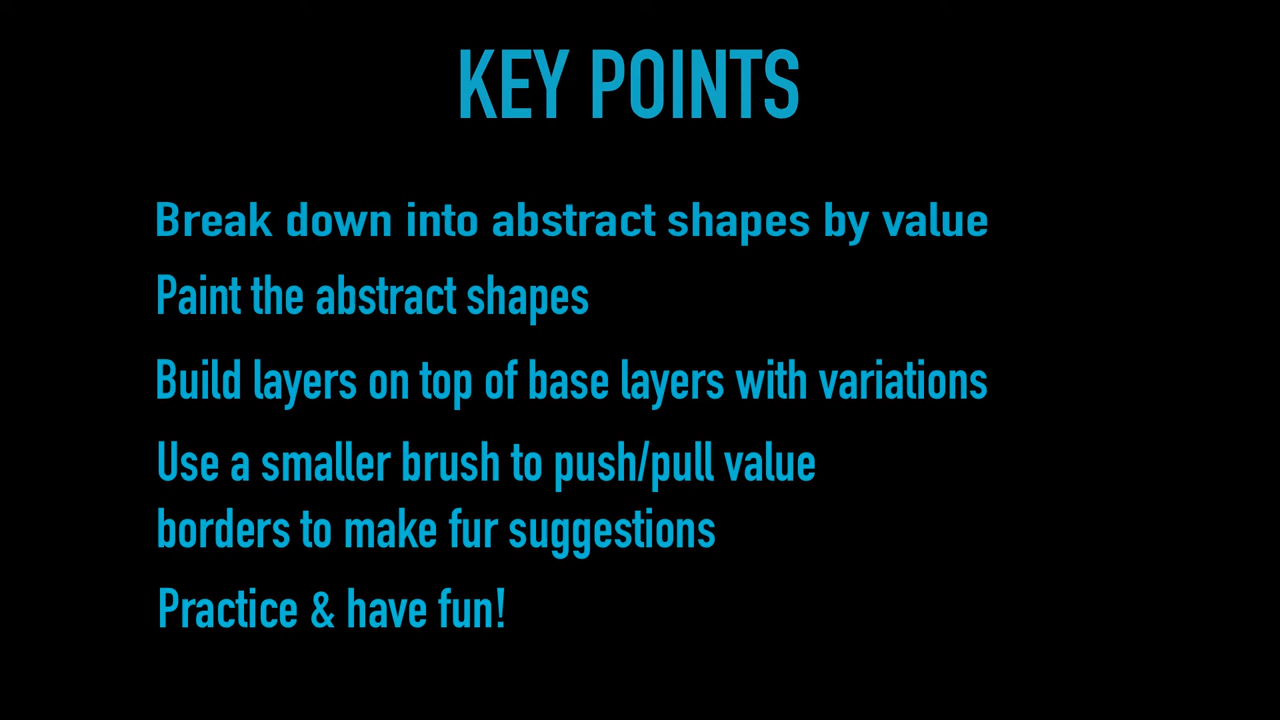 KEY POINTS
Break down into abstract shapes by value
Paint the abstract shapes
Build layers on top of base layers with variations
Use a smaller brush to push/pull value
borders to make fur suggestions
Practice & have fun!